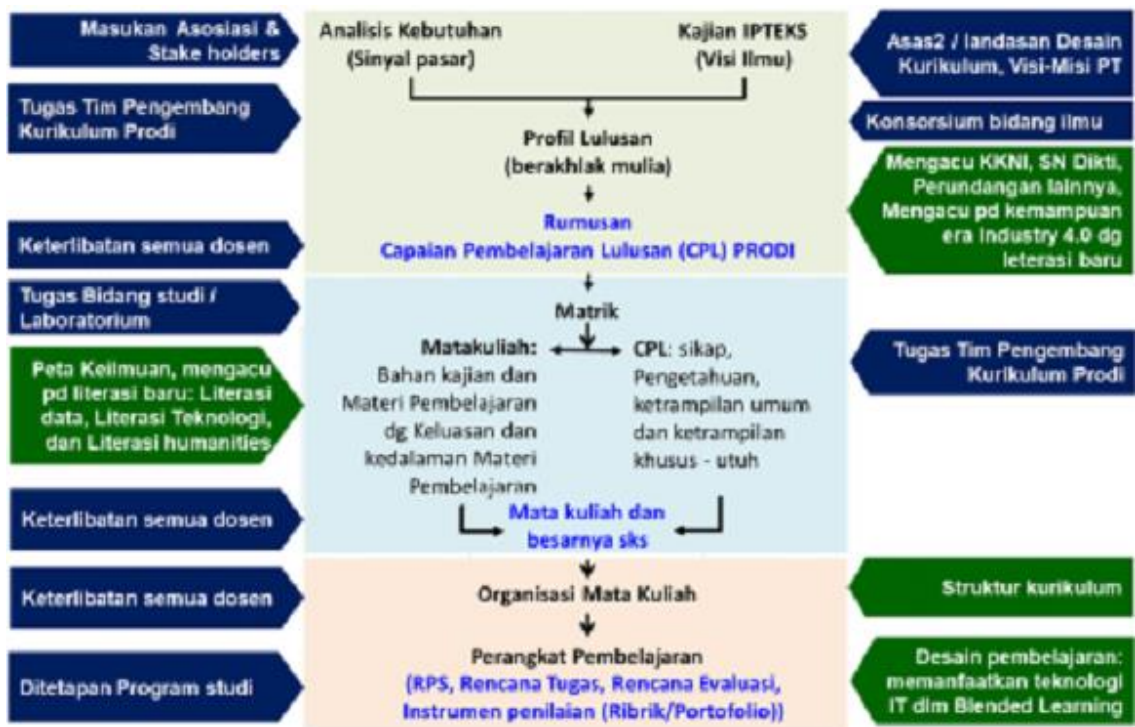 Masukan Asosiasi &
Stake holders
Tugas Tim Pengembang
Kurikulum Prodi
Keterlibatan semua dosen
Tugas Bidang studi /
Laboratorium
Peta Keilmuan, mengacu
pd literasi baru: Literasi
data, Literasi Teknologi,
dan Literasi humanities
Keterlibatan semua dosen
Keterlibatan semua dosen
Ditetapan Program studi
Analisis Kebutuhan
(Sinyal pasar)
Kajian IPTEKS
(Visi Ilmu)
Profil Lulusan
(berakhlak mulia)
Rumusan
Capaian Pembelajaran Lulusan (CPL) PRODI
Matrik
Matakuliah:
Bahan kajian dan
Materi Pembelajaran
dg Keluasan dan
kedalaman Materi
Pembelajaran
CPL: sikap,
Pengetahuan,
ketrampilan umum
dan ketrampilan
khusus - utuh
Mata kuliah dan
besarnya sks
Organisasi Mata Kuliah
Perangkat Pembelajaran
(RPS, Rencana Tugas, Rencana Evaluasi,
Instrumen penilaian (Ribrik/Portofolio))
Asas2 / landasan Desain
Kurikulum, Visi-Misi PT
Konsorsium bidang ilmu
Mengacu KKNI, SN Dikti,
Perundangan lainnya,
Mengacu pd kemampuan
era Industry 4.0 dg
leterasi baru
Tugas Tim Pengembang
Kurikulum Prodi
Struktur kurikulum
Desain pembelajaran:
memanfaatkan teknologi
IT dlm Blended Learning